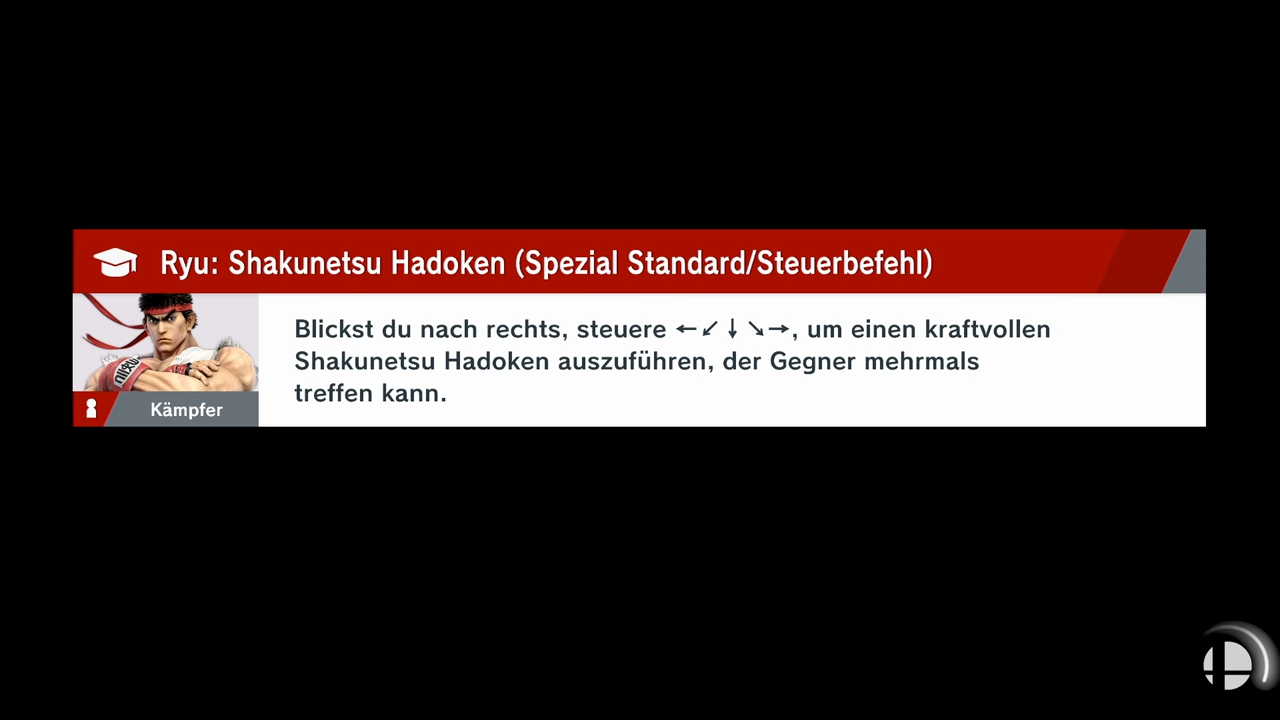 Ryu: Shakunetsu Hadoken (Spezial Standard/Steuerbefehl)
Blickst du nach rechts, steuere ←↙↓↘→, um einen kraftvollen
Shakunetsu Hadoken auszuführen, der Gegner mehrmals
treffen kann.
Kämpfer